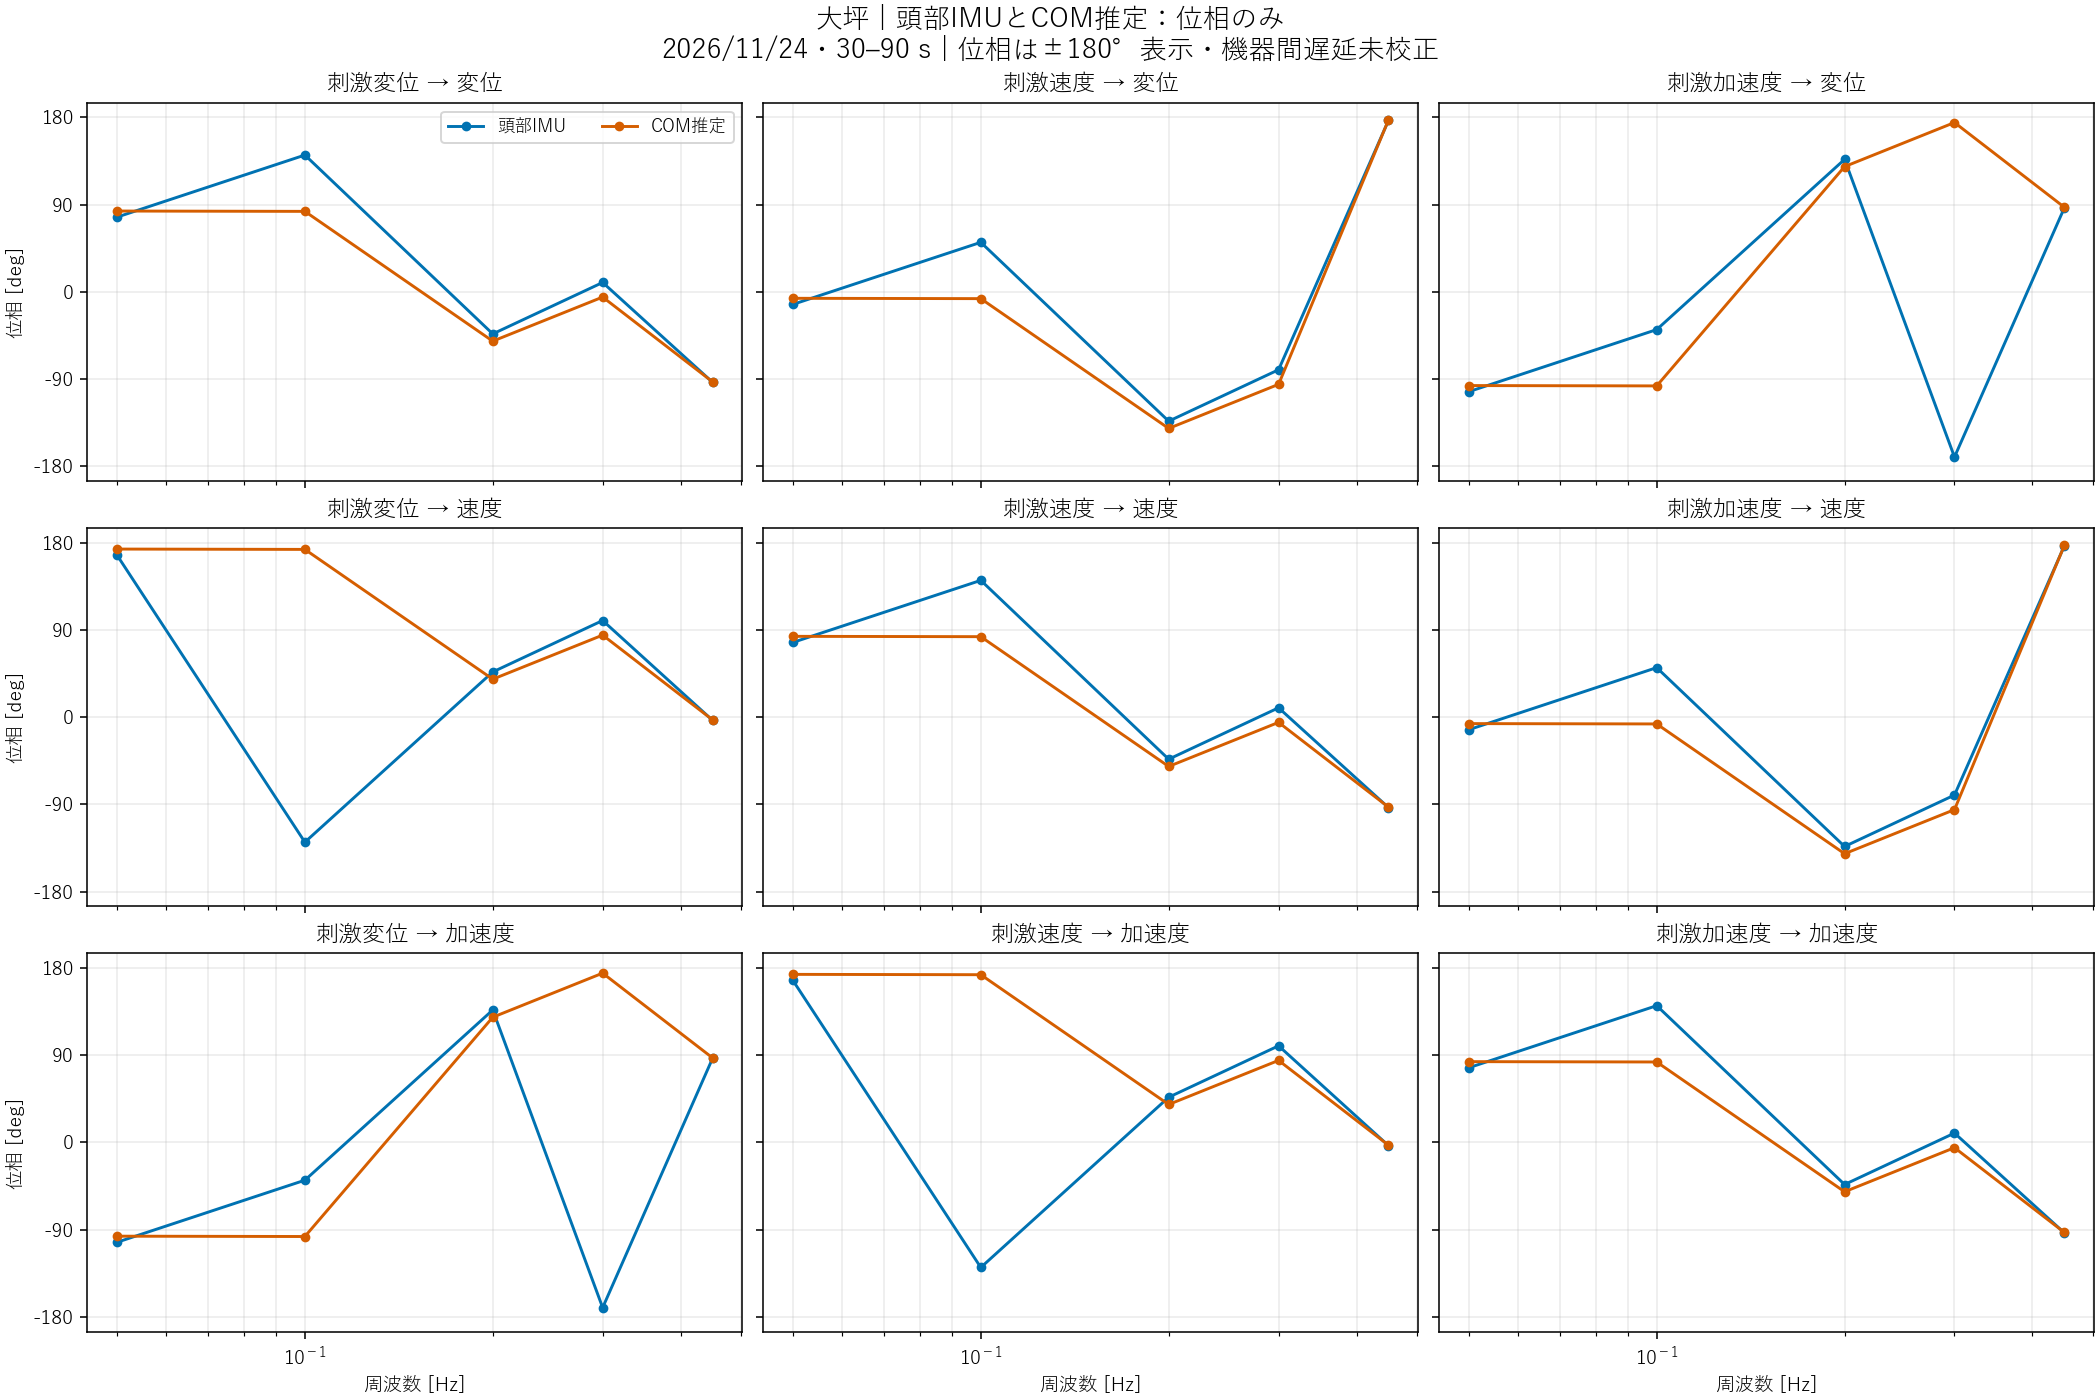 大坪｜頭部IMUとCOM推定：位相のみ
2026/11/24・30–90 s｜位相は±180°表示・機器間遅延未校正
刺激変位 → 変位
刺激速度 → 変位
刺激加速度 → 変位
頭部IMU
COM推定
180
90
0
-90
-180
位相 [deg]
刺激変位 → 速度
刺激速度 → 速度
刺激加速度 → 速度
180
90
0
-90
-180
位相 [deg]
刺激変位 → 加速度
刺激速度 → 加速度
刺激加速度 → 加速度
180
90
0
-90
-180
位相 [deg]
10⁻¹
10⁻¹
10⁻¹
周波数 [Hz]
周波数 [Hz]
周波数 [Hz]